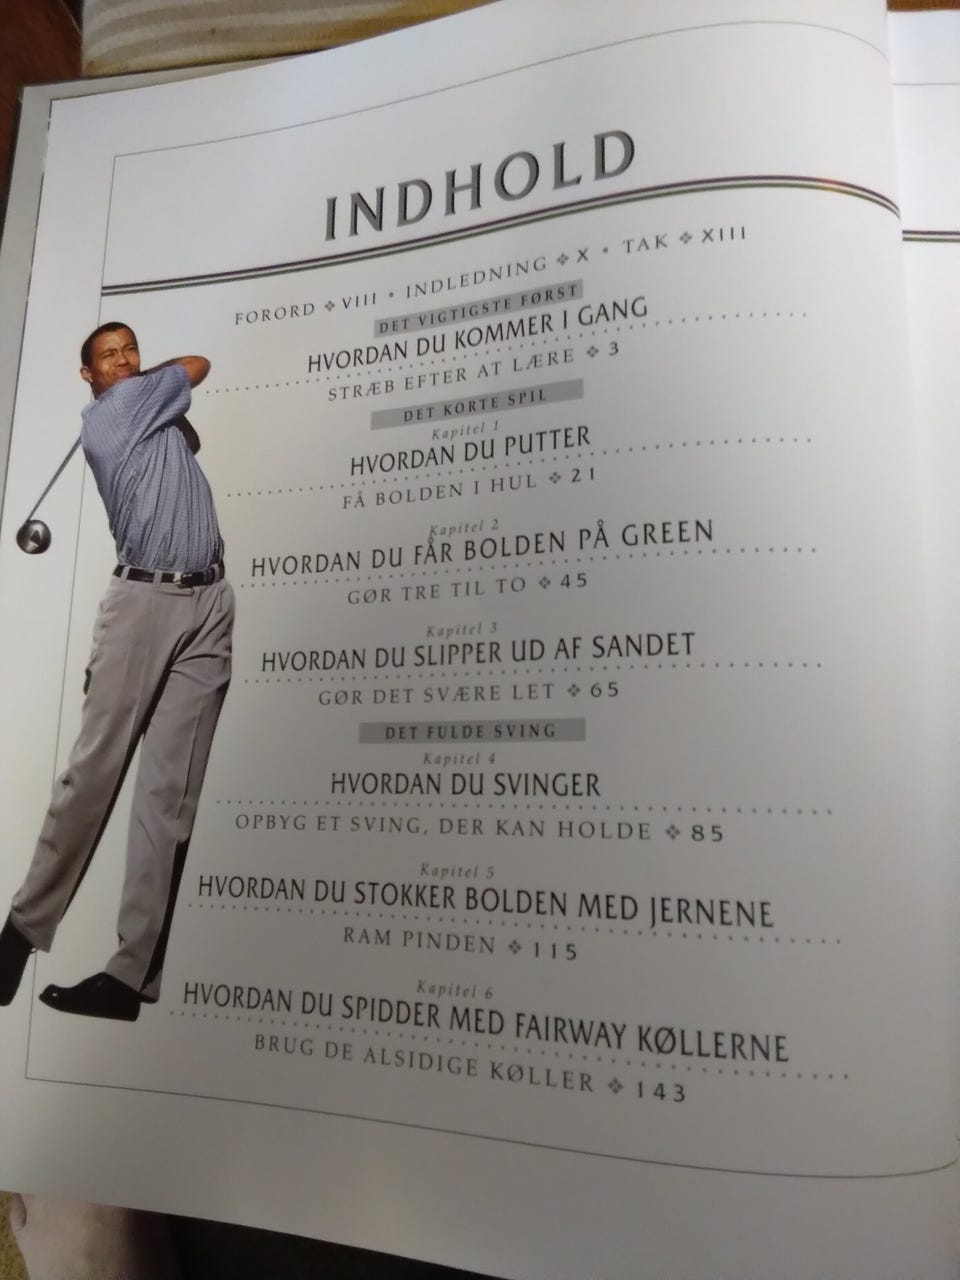 INDHOLD
FORORD ❖ VIII • INDLEDNING ❖ X • TAK ❖ XIII
DET VIGTIGSTE FØRST
HVORDAN DU KOMMER I GANG
STRÆB EFTER AT LÆRE ❖ 3
DET KORTE SPIL
Kapitel 1
HVORDAN DU PUTTER
FÅ BOLDEN I HUL ❖ 21
Kapitel 2
HVORDAN DU FÅR BOLDEN PÅ GREEN
GØR TRE TIL TO ❖ 45
Kapitel 3
HVORDAN DU SLIPPER UD AF SANDET
GØR DET SVÆRE LET ❖ 65
DET FULDE SVING
Kapitel 4
HVORDAN DU SVINGER
OPBYG ET SVING, DER KAN HOLDE ❖ 85
Kapitel 5
HVORDAN DU STOKKER BOLDEN MED JERNENE
RAM PINDEN ❖ 115
Kapitel 6
HVORDAN DU SPIDDER MED FAIRWAY KØLLERNE
BRUG DE ALSIDIGE KØLLER ❖ 143